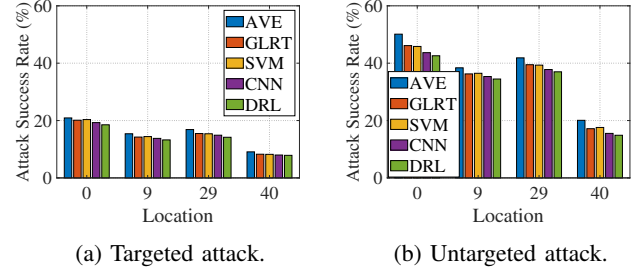 Attack Success Rate (%)
60
40
20
0
AVE
GLRT
SVM
CNN
DRL
0 9 29 40
Location
(a) Targeted attack.
Attack Success Rate (%)
60
40
20
0
AVE
GLRT
SVM
CNN
DRL
0 9 29 40
Location
(b) Untargeted attack.